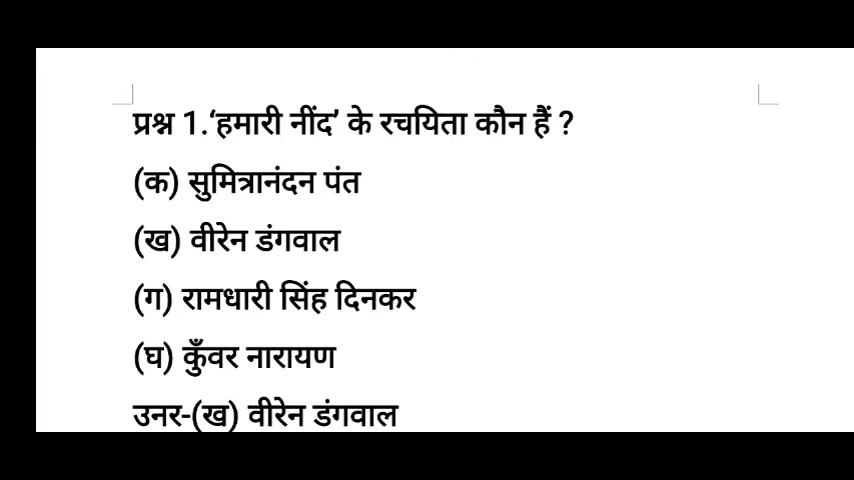 प्रश्न 1.‘हमारी नींद’ के रचयिता कौन हैं ?
(क) सुमित्रानंदन पंत
(ख) वीरेन डंगवाल
(ग) रामधारी सिंह दिनकर
(घ) कुँवर नारायण
उनर-(ख) वीरेन डंगवाल